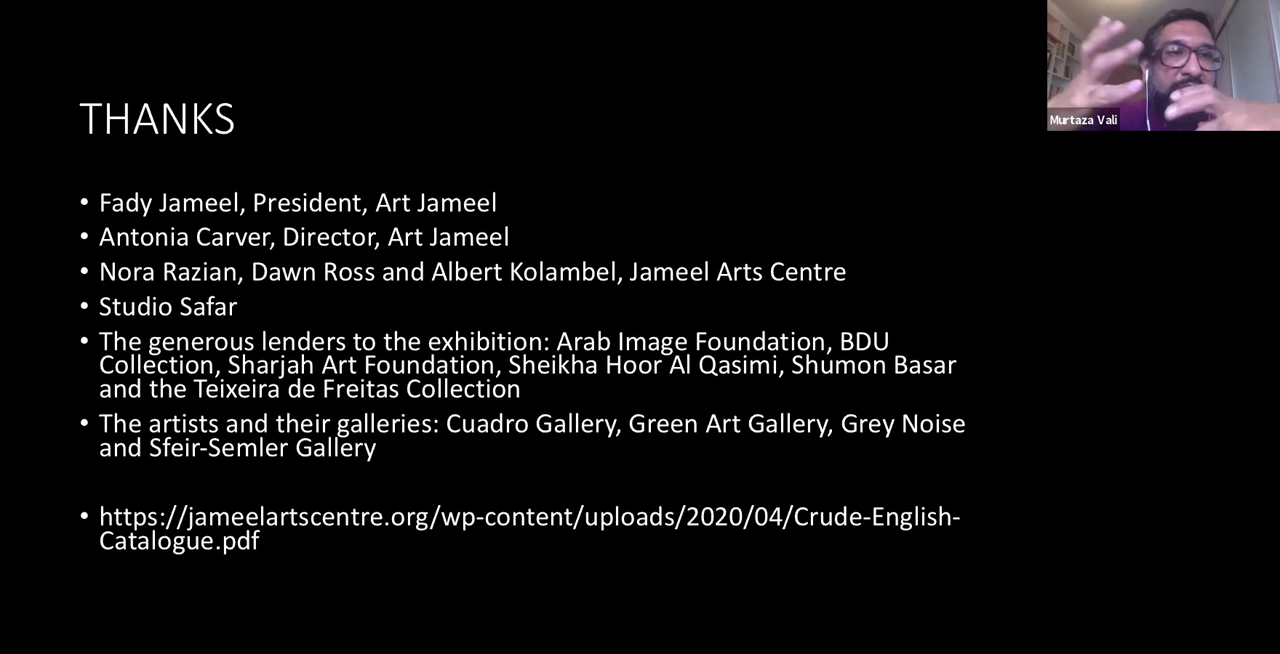 Murtaza Vali
THANKS
• Fady Jameel, President, Art Jameel
• Antonia Carver, Director, Art Jameel
• Nora Razian, Dawn Ross and Albert Kolambel, Jameel Arts Centre
• Studio Safar
• The generous lenders to the exhibition: Arab Image Foundation, BDU
Collection, Sharjah Art Foundation, Sheikha Hoor Al Qasimi, Shumon Basar
and the Teixeira de Freitas Collection
• The artists and their galleries: Cuadro Gallery, Green Art Gallery, Grey Noise
and Sfeir-Semler Gallery
• https://jameelartscentre.org/wp-content/uploads/2020/04/Crude-English-
Catalogue.pdf